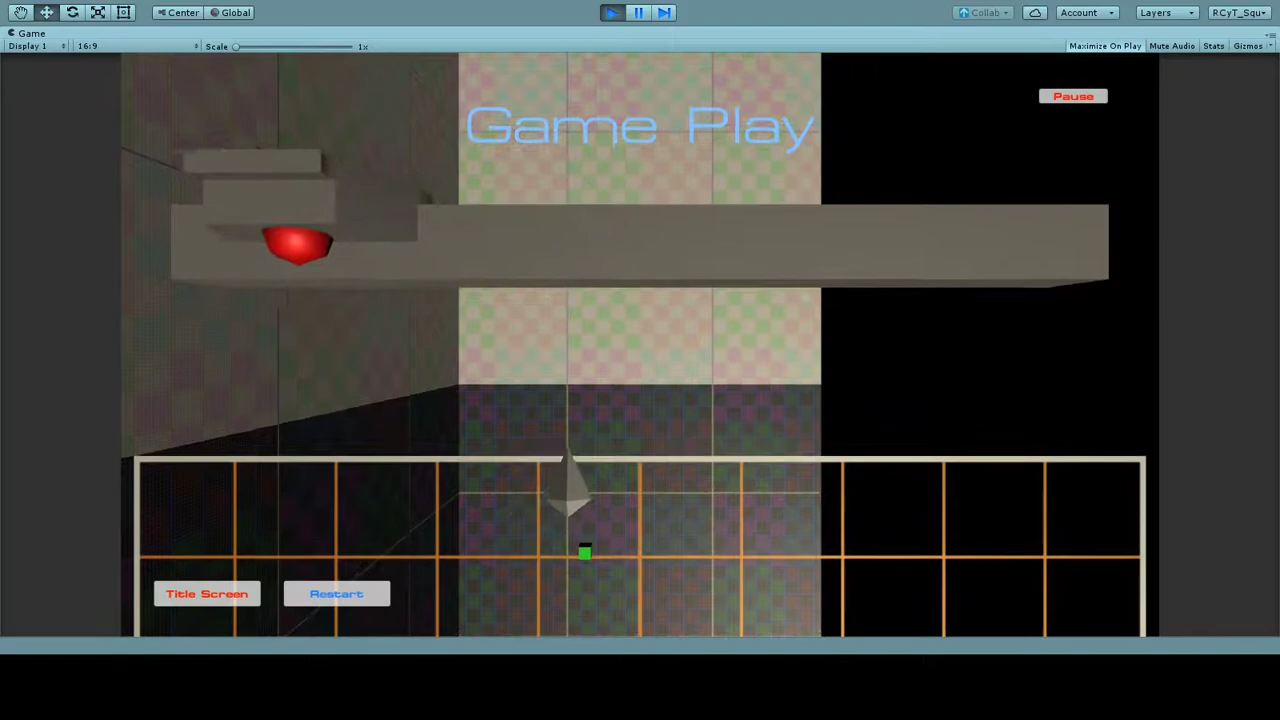 Center Global Collab Account Layers RCyT_Squ
Game
Display 1 16:9 Scale 1x Maximize On Play Mute Audio Stats Gizmos
Pause
Game Play
Title Screen Restart